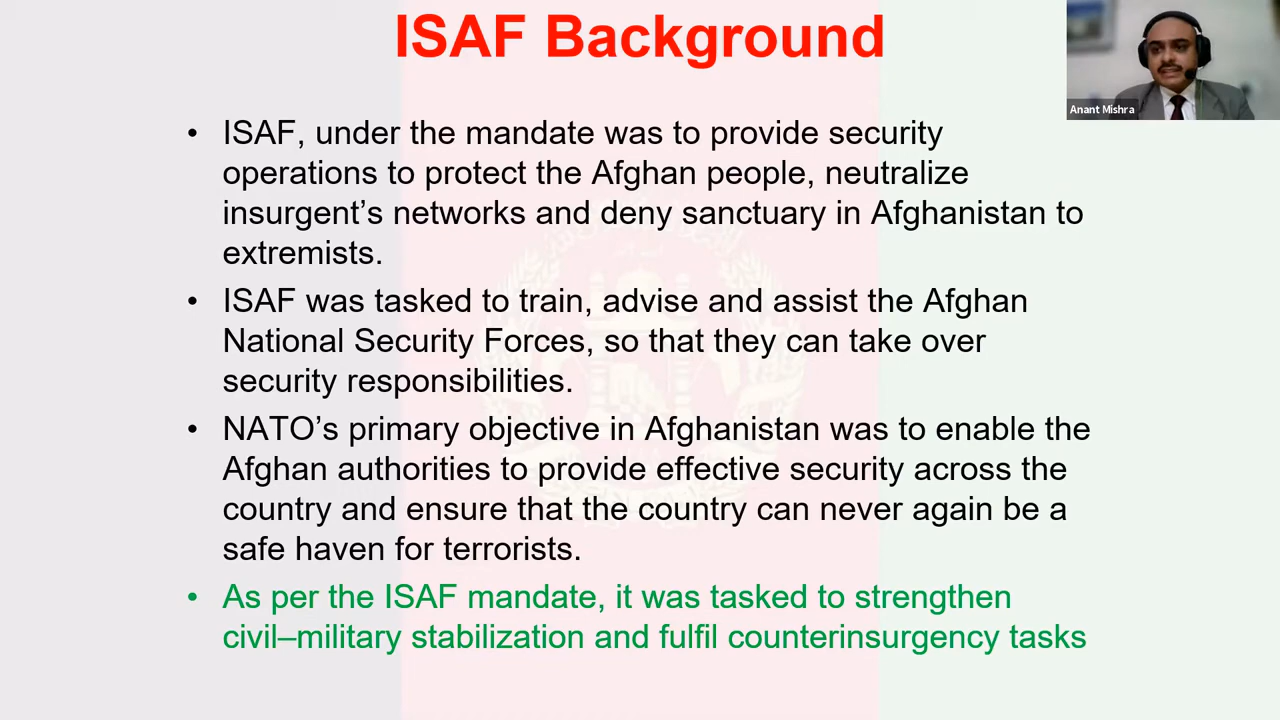 ISAF Background
Anant Mishra
• ISAF, under the mandate was to provide security
operations to protect the Afghan people, neutralize
insurgent’s networks and deny sanctuary in Afghanistan to
extremists.
• ISAF was tasked to train, advise and assist the Afghan
National Security Forces, so that they can take over
security responsibilities.
• NATO’s primary objective in Afghanistan was to enable the
Afghan authorities to provide effective security across the
country and ensure that the country can never again be a
safe haven for terrorists.
• As per the ISAF mandate, it was tasked to strengthen
civil–military stabilization and fulfil counterinsurgency tasks